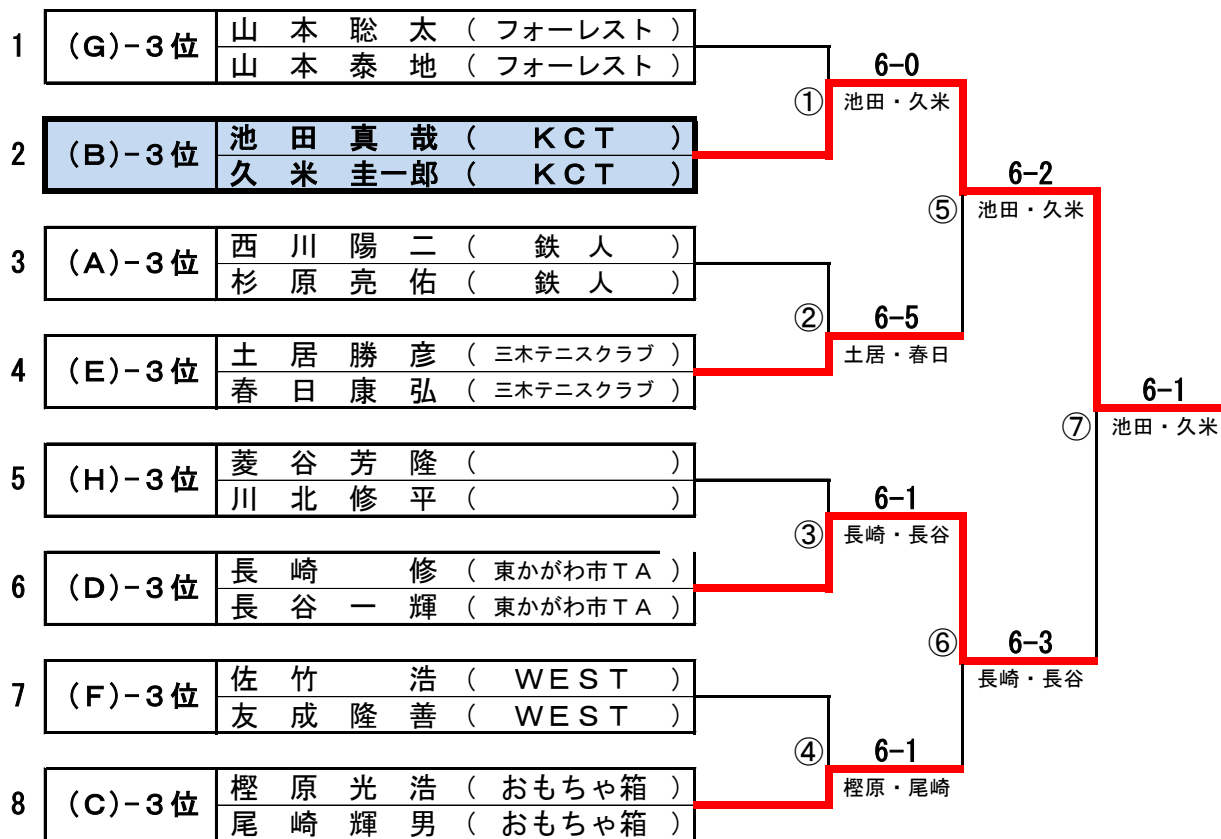 1 (G)-3位 山本聡太 (フォーレスト)
山本泰地 (フォーレスト)
2 (B)-3位 池田真哉 (KCT)
久米圭一郎 (KCT)
3 (A)-3位 西川陽二 (鉄人)
杉原亮佑 (鉄人)
4 (E)-3位 土居勝彦 (三木テニスクラブ)
春日康弘 (三木テニスクラブ)
5 (H)-3位 菱谷芳隆 ( )
川北修平 ( )
6 (D)-3位 長崎修 (東かがわ市TA)
長谷一輝 (東かがわ市TA)
7 (F)-3位 佐竹浩 (WEST)
友成隆善 (WEST)
8 (C)-3位 樫原光浩 (おもちゃ箱)
尾崎輝男 (おもちゃ箱)
① 6-0
池田・久米
② 6-5
土居・春日
③ 6-1
長崎・長谷
④ 6-1
樫原・尾崎
⑤ 6-2
池田・久米
⑥ 6-3
長崎・長谷
⑦ 6-1
池田・久米